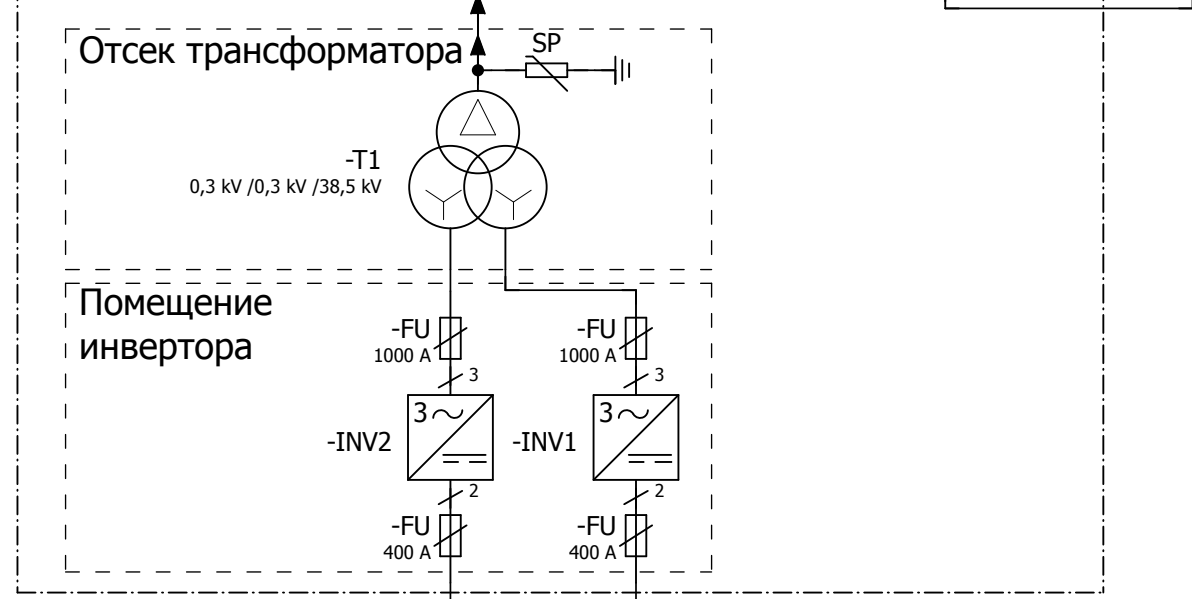 Отсек трансформатора
SP
-T1
0,3 kV /0,3 kV /38,5 kV
Помещение
инвертора
-FU
1000 A
-FU
1000 A
3
3
3
3
-INV2
-INV1
2
2
-FU
400 A
-FU
400 A